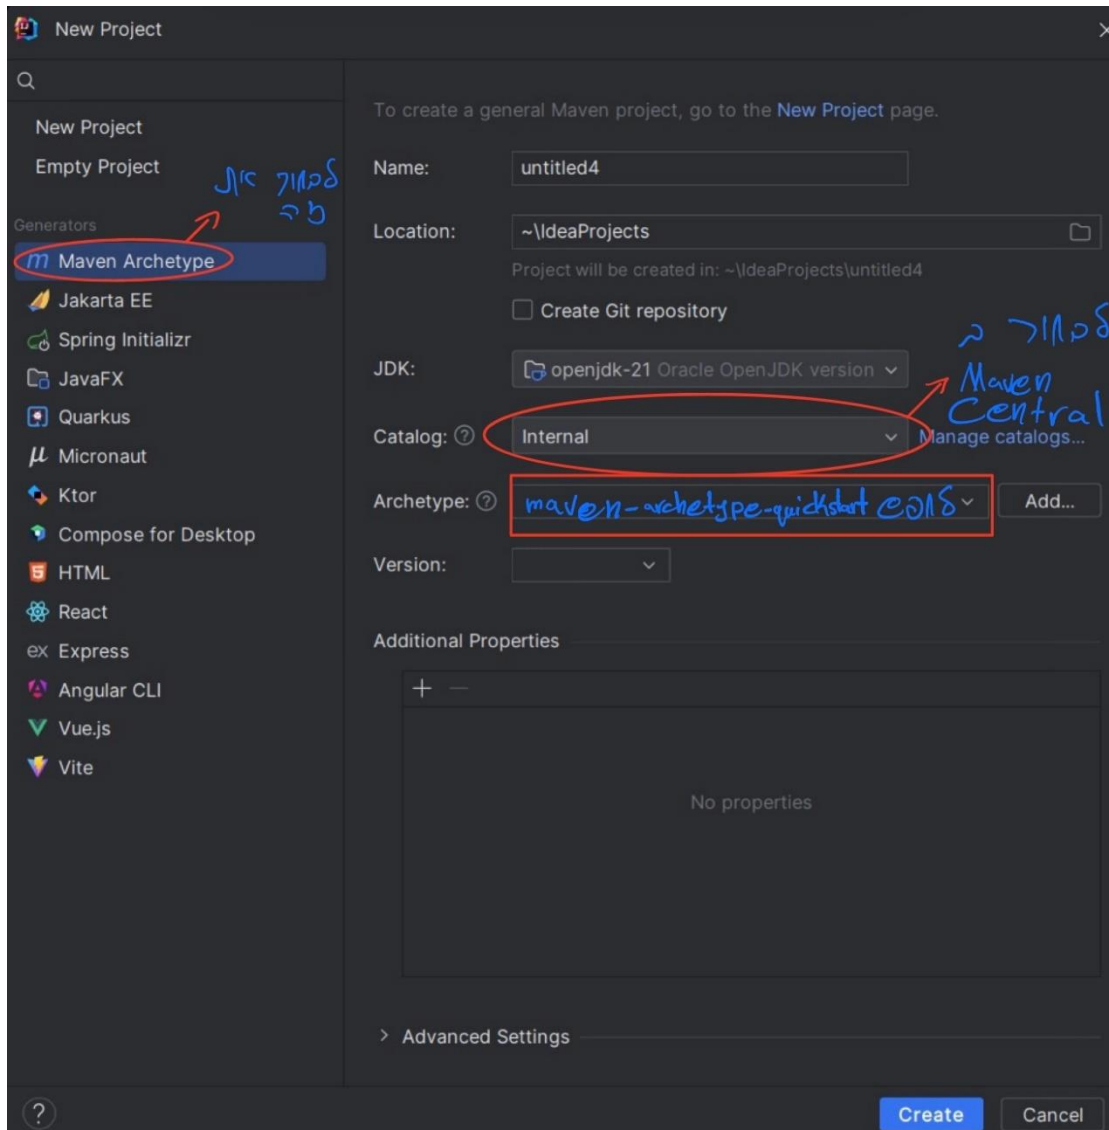 New Project
To create a general Maven project, go to the New Project page.
New Project
Empty Project
לבחור את
זה
Generators
Maven Archetype
Jakarta EE
Spring Initializr
JavaFX
Quarkus
Micronaut
Ktor
Compose for Desktop
HTML
React
Express
Angular CLI
Vue.js
Vite
Name: untitled4
Location: ~\IdeaProjects
Project will be created in: ~\IdeaProjects\untitled4
Create Git repository
JDK: openjdk-21 Oracle OpenJDK version
לבחור ב
Maven
Central
Catalog: ? Internal Manage catalogs...
Archetype: ? לחפש maven-archetype-quickstart Add...
Version:
Additional Properties
No properties
Advanced Settings
? Create Cancel